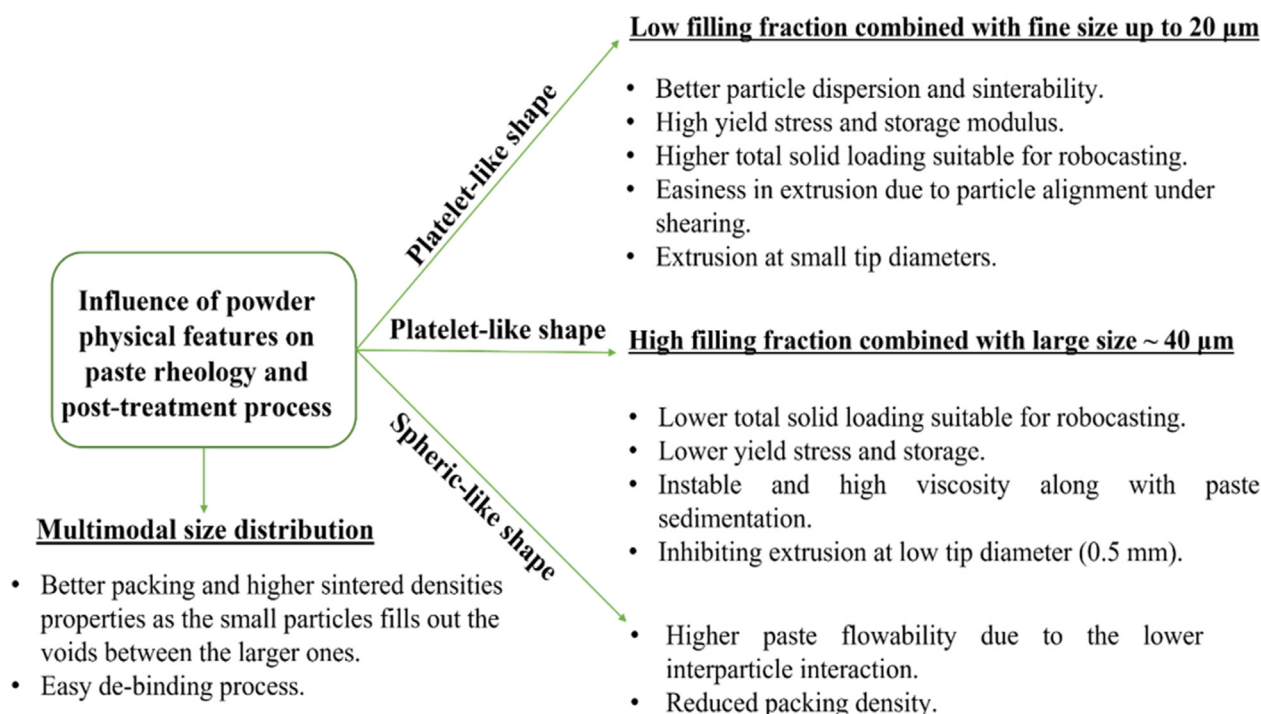 Low filling fraction combined with fine size up to 20 µm
• Better particle dispersion and sinterability.
• High yield stress and storage modulus.
• Higher total solid loading suitable for robocasting.
• Easiness in extrusion due to particle alignment under
shearing.
• Extrusion at small tip diameters.
Platelet-like shape
Influence of powder
physical features on
paste rheology and
post-treatment process
Platelet-like shape
High filling fraction combined with large size ~ 40 µm
• Lower total solid loading suitable for robocasting.
• Lower yield stress and storage.
• Instable and high viscosity along with paste
sedimentation.
• Inhibiting extrusion at low tip diameter (0.5 mm).
Spheric-like shape
• Higher paste flowability due to the lower
interparticle interaction.
• Reduced packing density.
Multimodal size distribution
• Better packing and higher sintered densities
properties as the small particles fills out the
voids between the larger ones.
• Easy de-binding process.